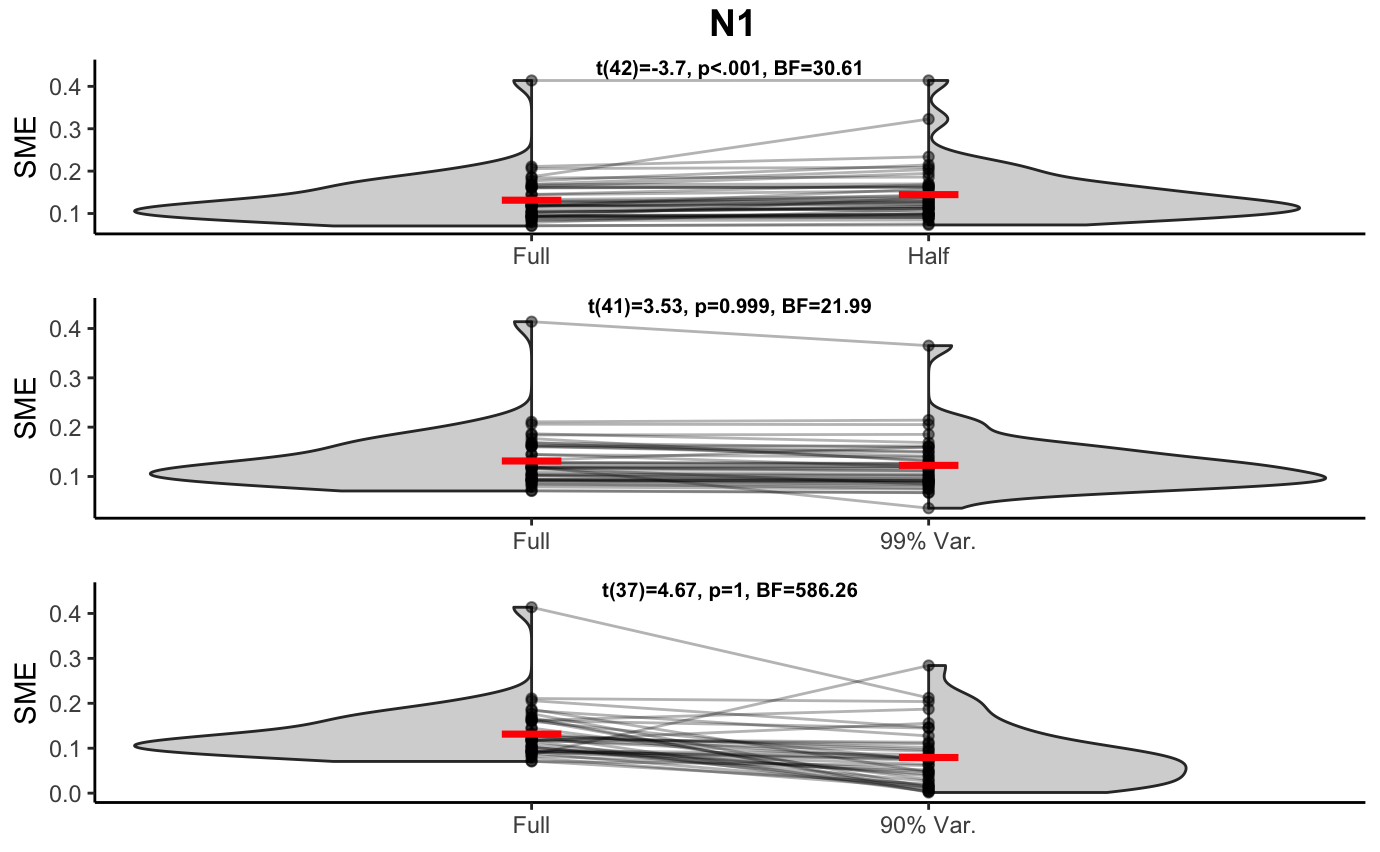 N1
t(42)=-3.7, p<.001, BF=30.61
SME
0.4
0.3
0.2
0.1
Full Half
t(41)=3.53, p=0.999, BF=21.99
SME
0.4
0.3
0.2
0.1
Full 99% Var.
t(37)=4.67, p=1, BF=586.26
SME
0.4
0.3
0.2
0.1
0.0
Full 90% Var.